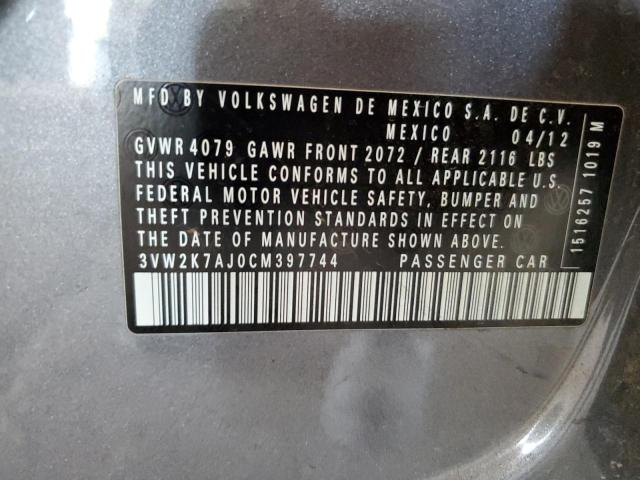 MFD BY VOLKSWAGEN DE MEXICO S.A. DE C.V.
MEXICO 04/12
GVWR 4079 GAWR FRONT 2072 / REAR 2116 LBS
THIS VEHICLE CONFORMS TO ALL APPLICABLE U.S.
FEDERAL MOTOR VEHICLE SAFETY, BUMPER AND
THEFT PREVENTION STANDARDS IN EFFECT ON
THE DATE OF MANUFACTURE SHOWN ABOVE.
3VW2K7AJ0CM397744 PASSENGER CAR
1516257 1019 M